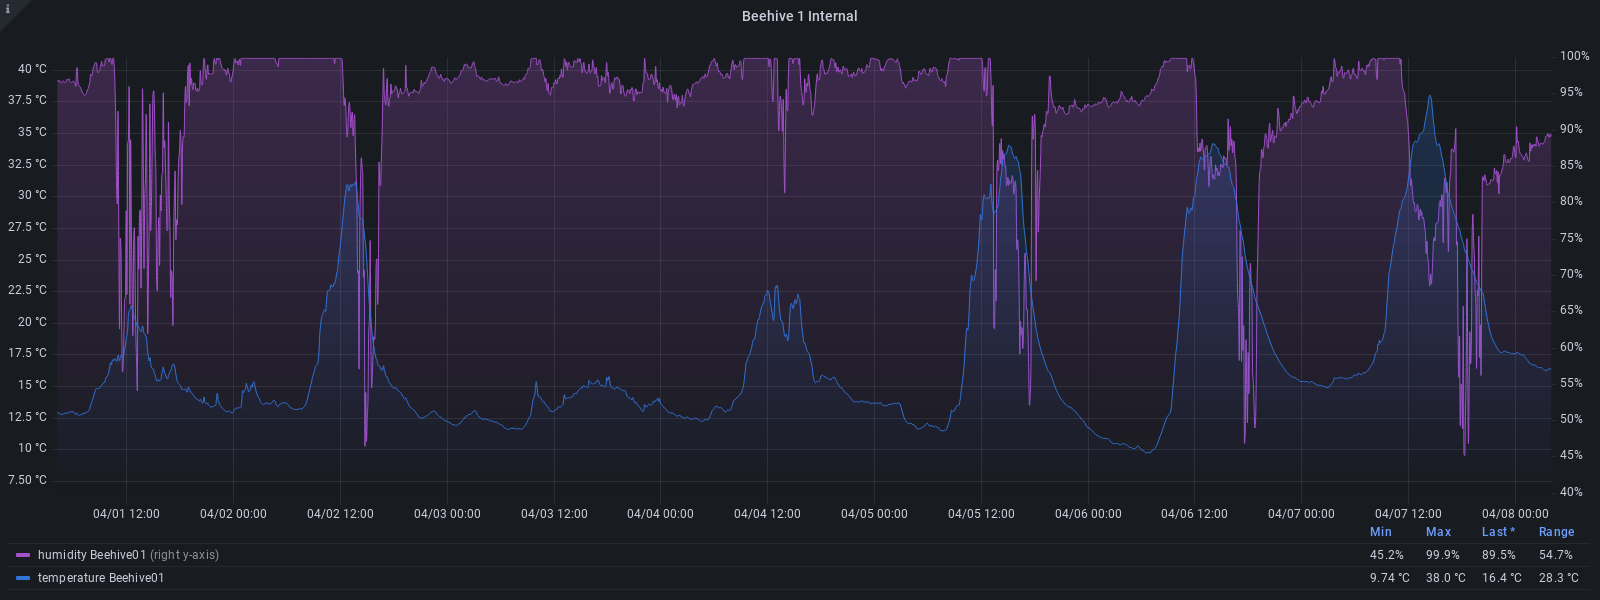 i
Beehive 1 Internal
40 °C
37.5 °C
35 °C
32.5 °C
30 °C
27.5 °C
25 °C
22.5 °C
20 °C
17.5 °C
15 °C
12.5 °C
10 °C
7.50 °C
100%
95%
90%
85%
80%
75%
70%
65%
60%
55%
50%
45%
40%
04/01 12:00 04/02 00:00 04/02 12:00 04/03 00:00 04/03 12:00 04/04 00:00 04/04 12:00 04/05 00:00 04/05 12:00 04/06 00:00 04/06 12:00 04/07 00:00 04/07 12:00 04/08 00:00
Min Max Last * Range
humidity Beehive01 (right y-axis) 45.2% 99.9% 89.5% 54.7%
temperature Beehive01 9.74 °C 38.0 °C 16.4 °C 28.3 °C